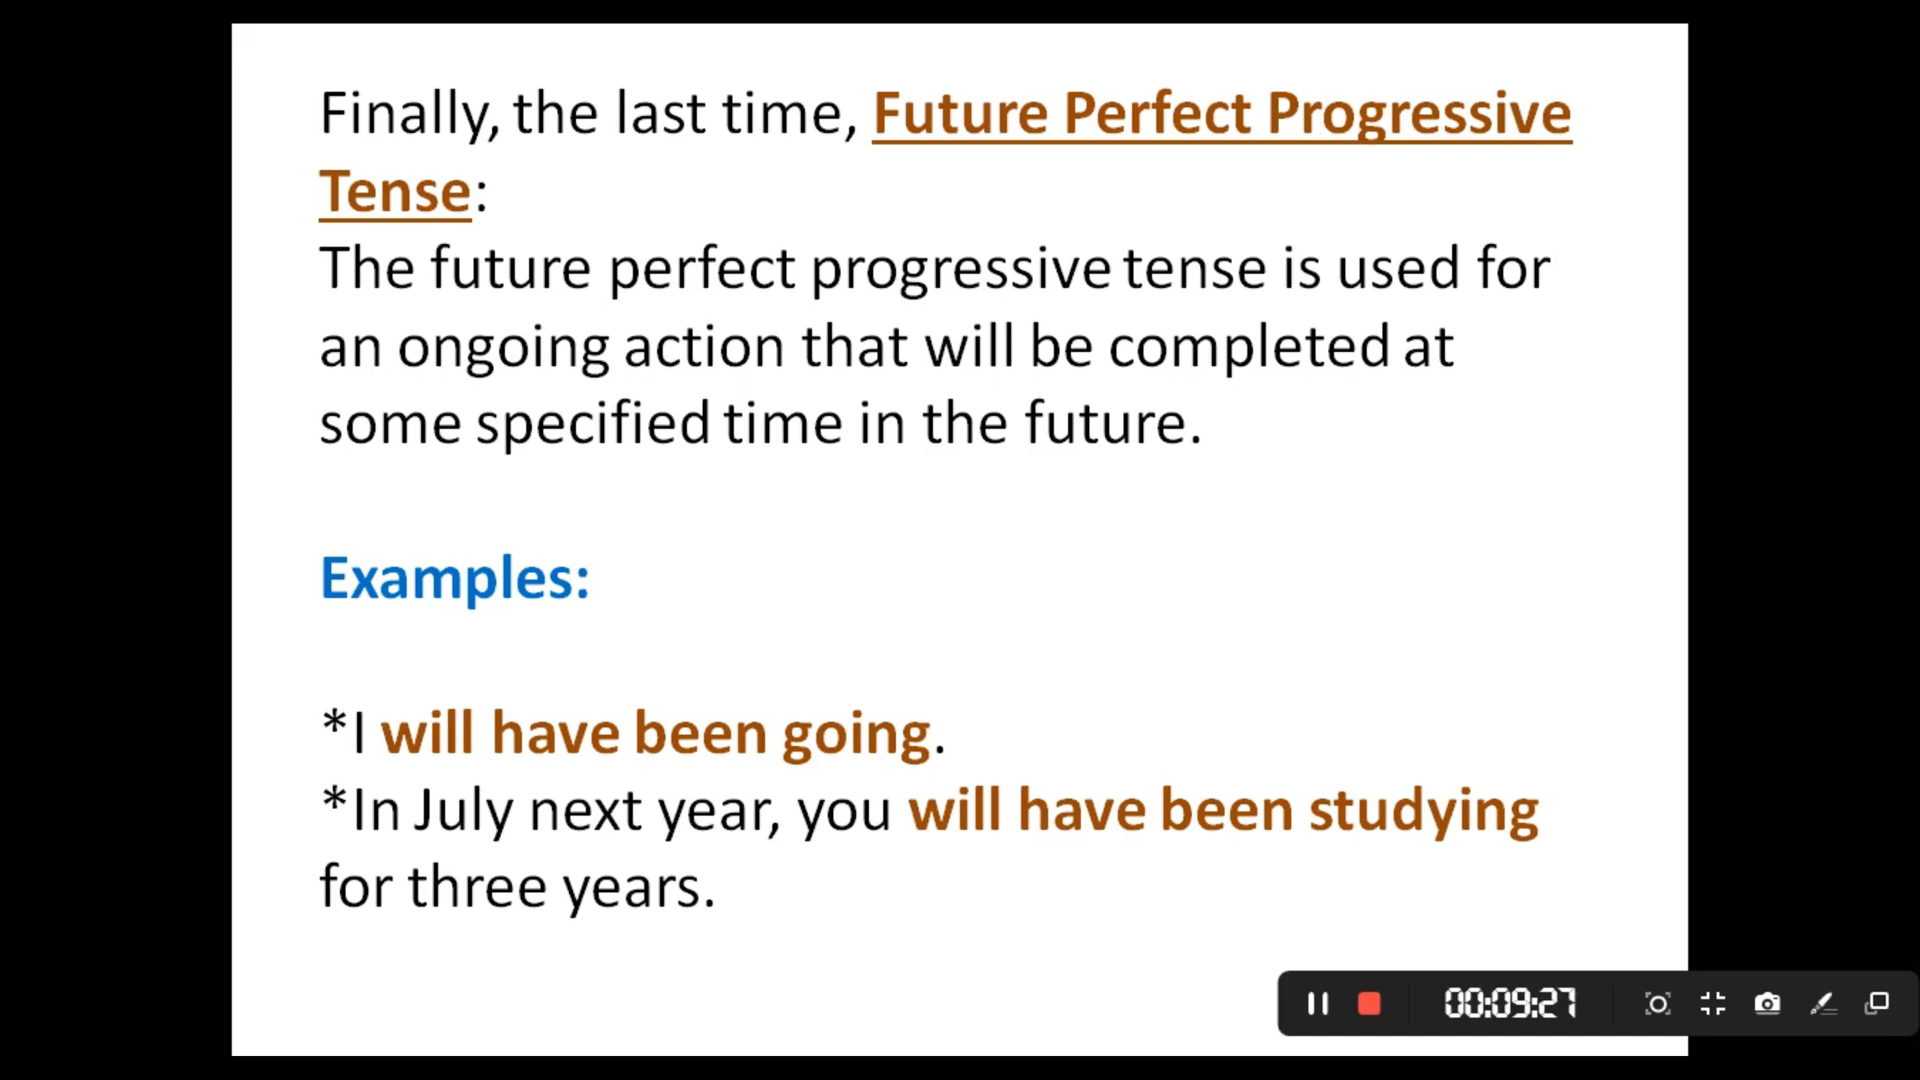 Finally, the last time, Future Perfect Progressive
Tense:
The future perfect progressive tense is used for
an ongoing action that will be completed at
some specified time in the future.
Examples:
*I will have been going.
*In July next year, you will have been studying
for three years.
00:09:27